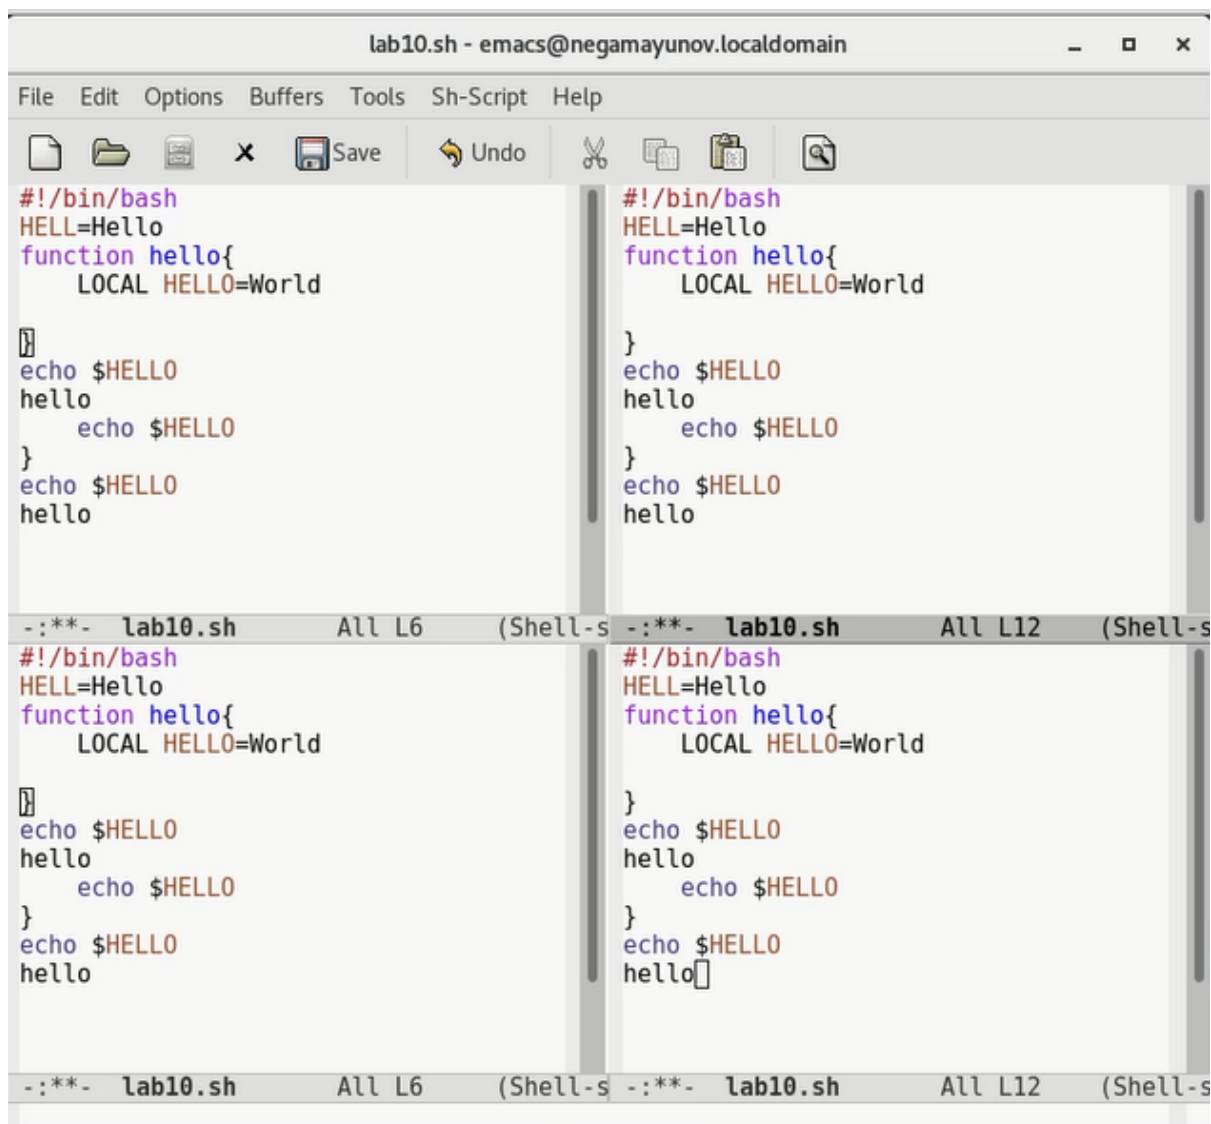 lab10.sh - emacs@negamayunov.localdomain
File Edit Options Buffers Tools Sh-Script Help
Save Undo
#!/bin/bash
HELL=Hello
function hello{
    LOCAL HELLO=World
}
echo $HELLO
hello
    echo $HELLO
}
echo $HELLO
hello
-:**- lab10.sh All L6 (Shell-s
#!/bin/bash
HELL=Hello
function hello{
    LOCAL HELLO=World
}
echo $HELLO
hello
    echo $HELLO
}
echo $HELLO
hello
-:**- lab10.sh All L12 (Shell-s
#!/bin/bash
HELL=Hello
function hello{
    LOCAL HELLO=World
}
echo $HELLO
hello
    echo $HELLO
}
echo $HELLO
hello
-:**- lab10.sh All L6 (Shell-s
#!/bin/bash
HELL=Hello
function hello{
    LOCAL HELLO=World
}
echo $HELLO
hello
    echo $HELLO
}
echo $HELLO
hello
-:**- lab10.sh All L12 (Shell-s